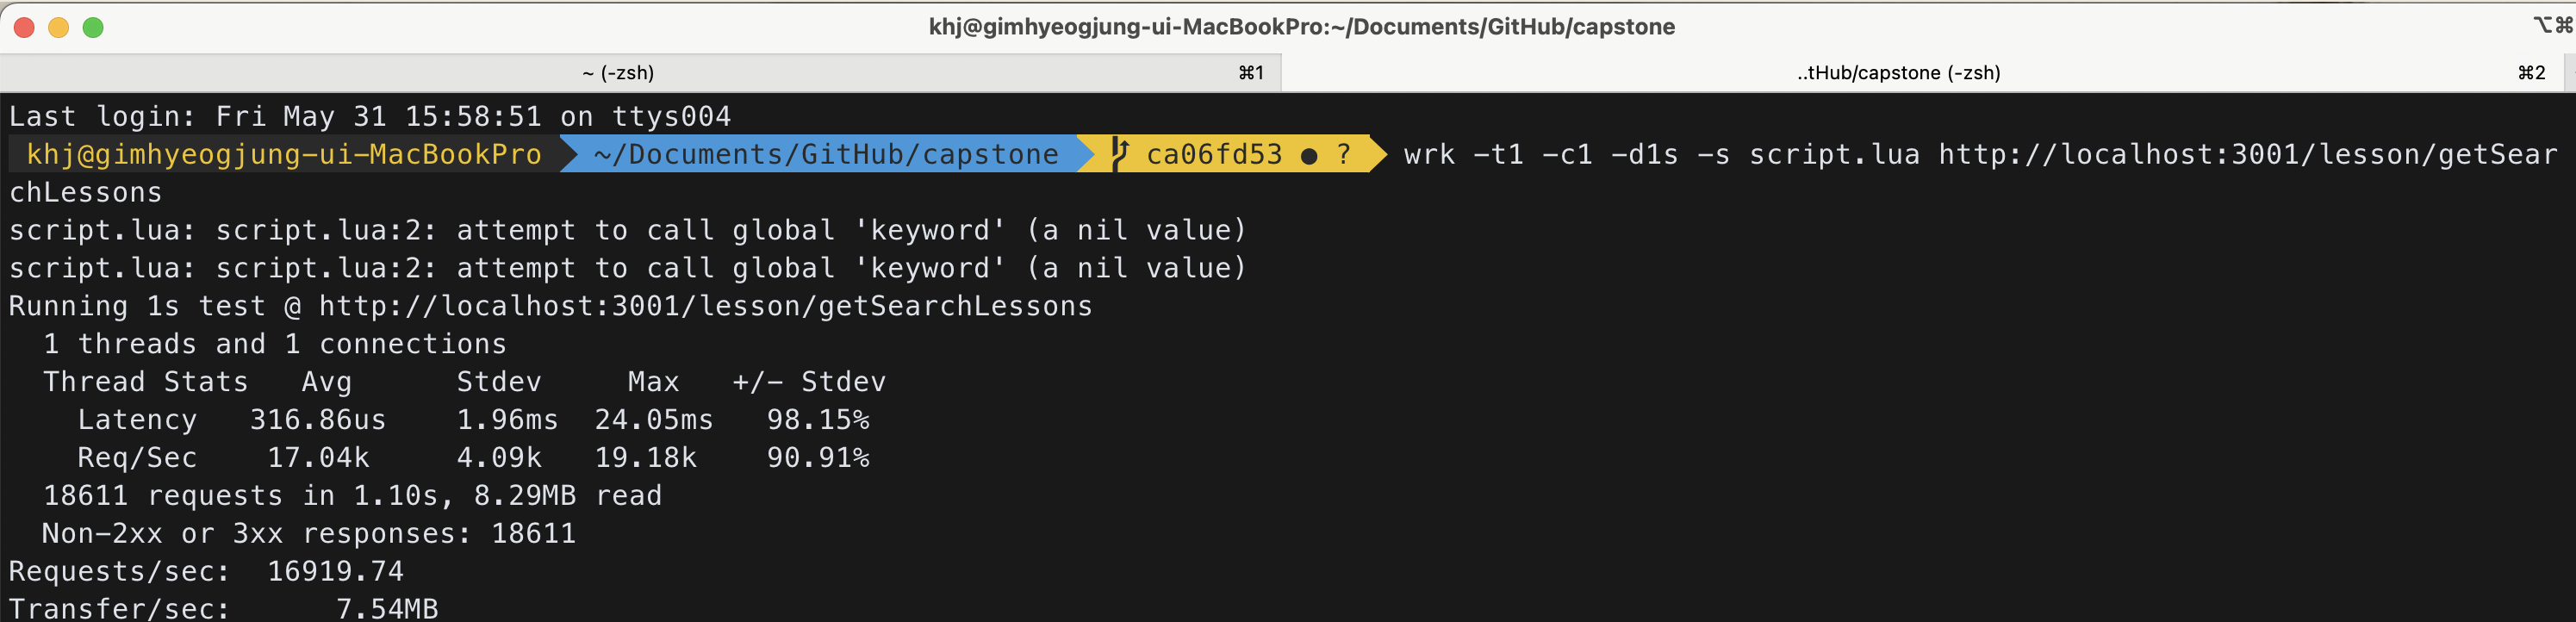 khj@gimhyeogjung-ui-MacBookPro:~/Documents/GitHub/capstone ⌥⌘
~ (-zsh) ⌘1 ..tHub/capstone (-zsh) ⌘2
Last login: Fri May 31 15:58:51 on ttys004
khj@gimhyeogjung-ui-MacBookPro ~/Documents/GitHub/capstone ca06fd53 ● ? wrk -t1 -c1 -d1s -s script.lua http://localhost:3001/lesson/getSear
chLessons
script.lua: script.lua:2: attempt to call global 'keyword' (a nil value)
script.lua: script.lua:2: attempt to call global 'keyword' (a nil value)
Running 1s test @ http://localhost:3001/lesson/getSearchLessons
1 threads and 1 connections
Thread Stats Avg Stdev Max +/- Stdev
Latency 316.86us 1.96ms 24.05ms 98.15%
Req/Sec 17.04k 4.09k 19.18k 90.91%
18611 requests in 1.10s, 8.29MB read
Non-2xx or 3xx responses: 18611
Requests/sec: 16919.74
Transfer/sec: 7.54MB